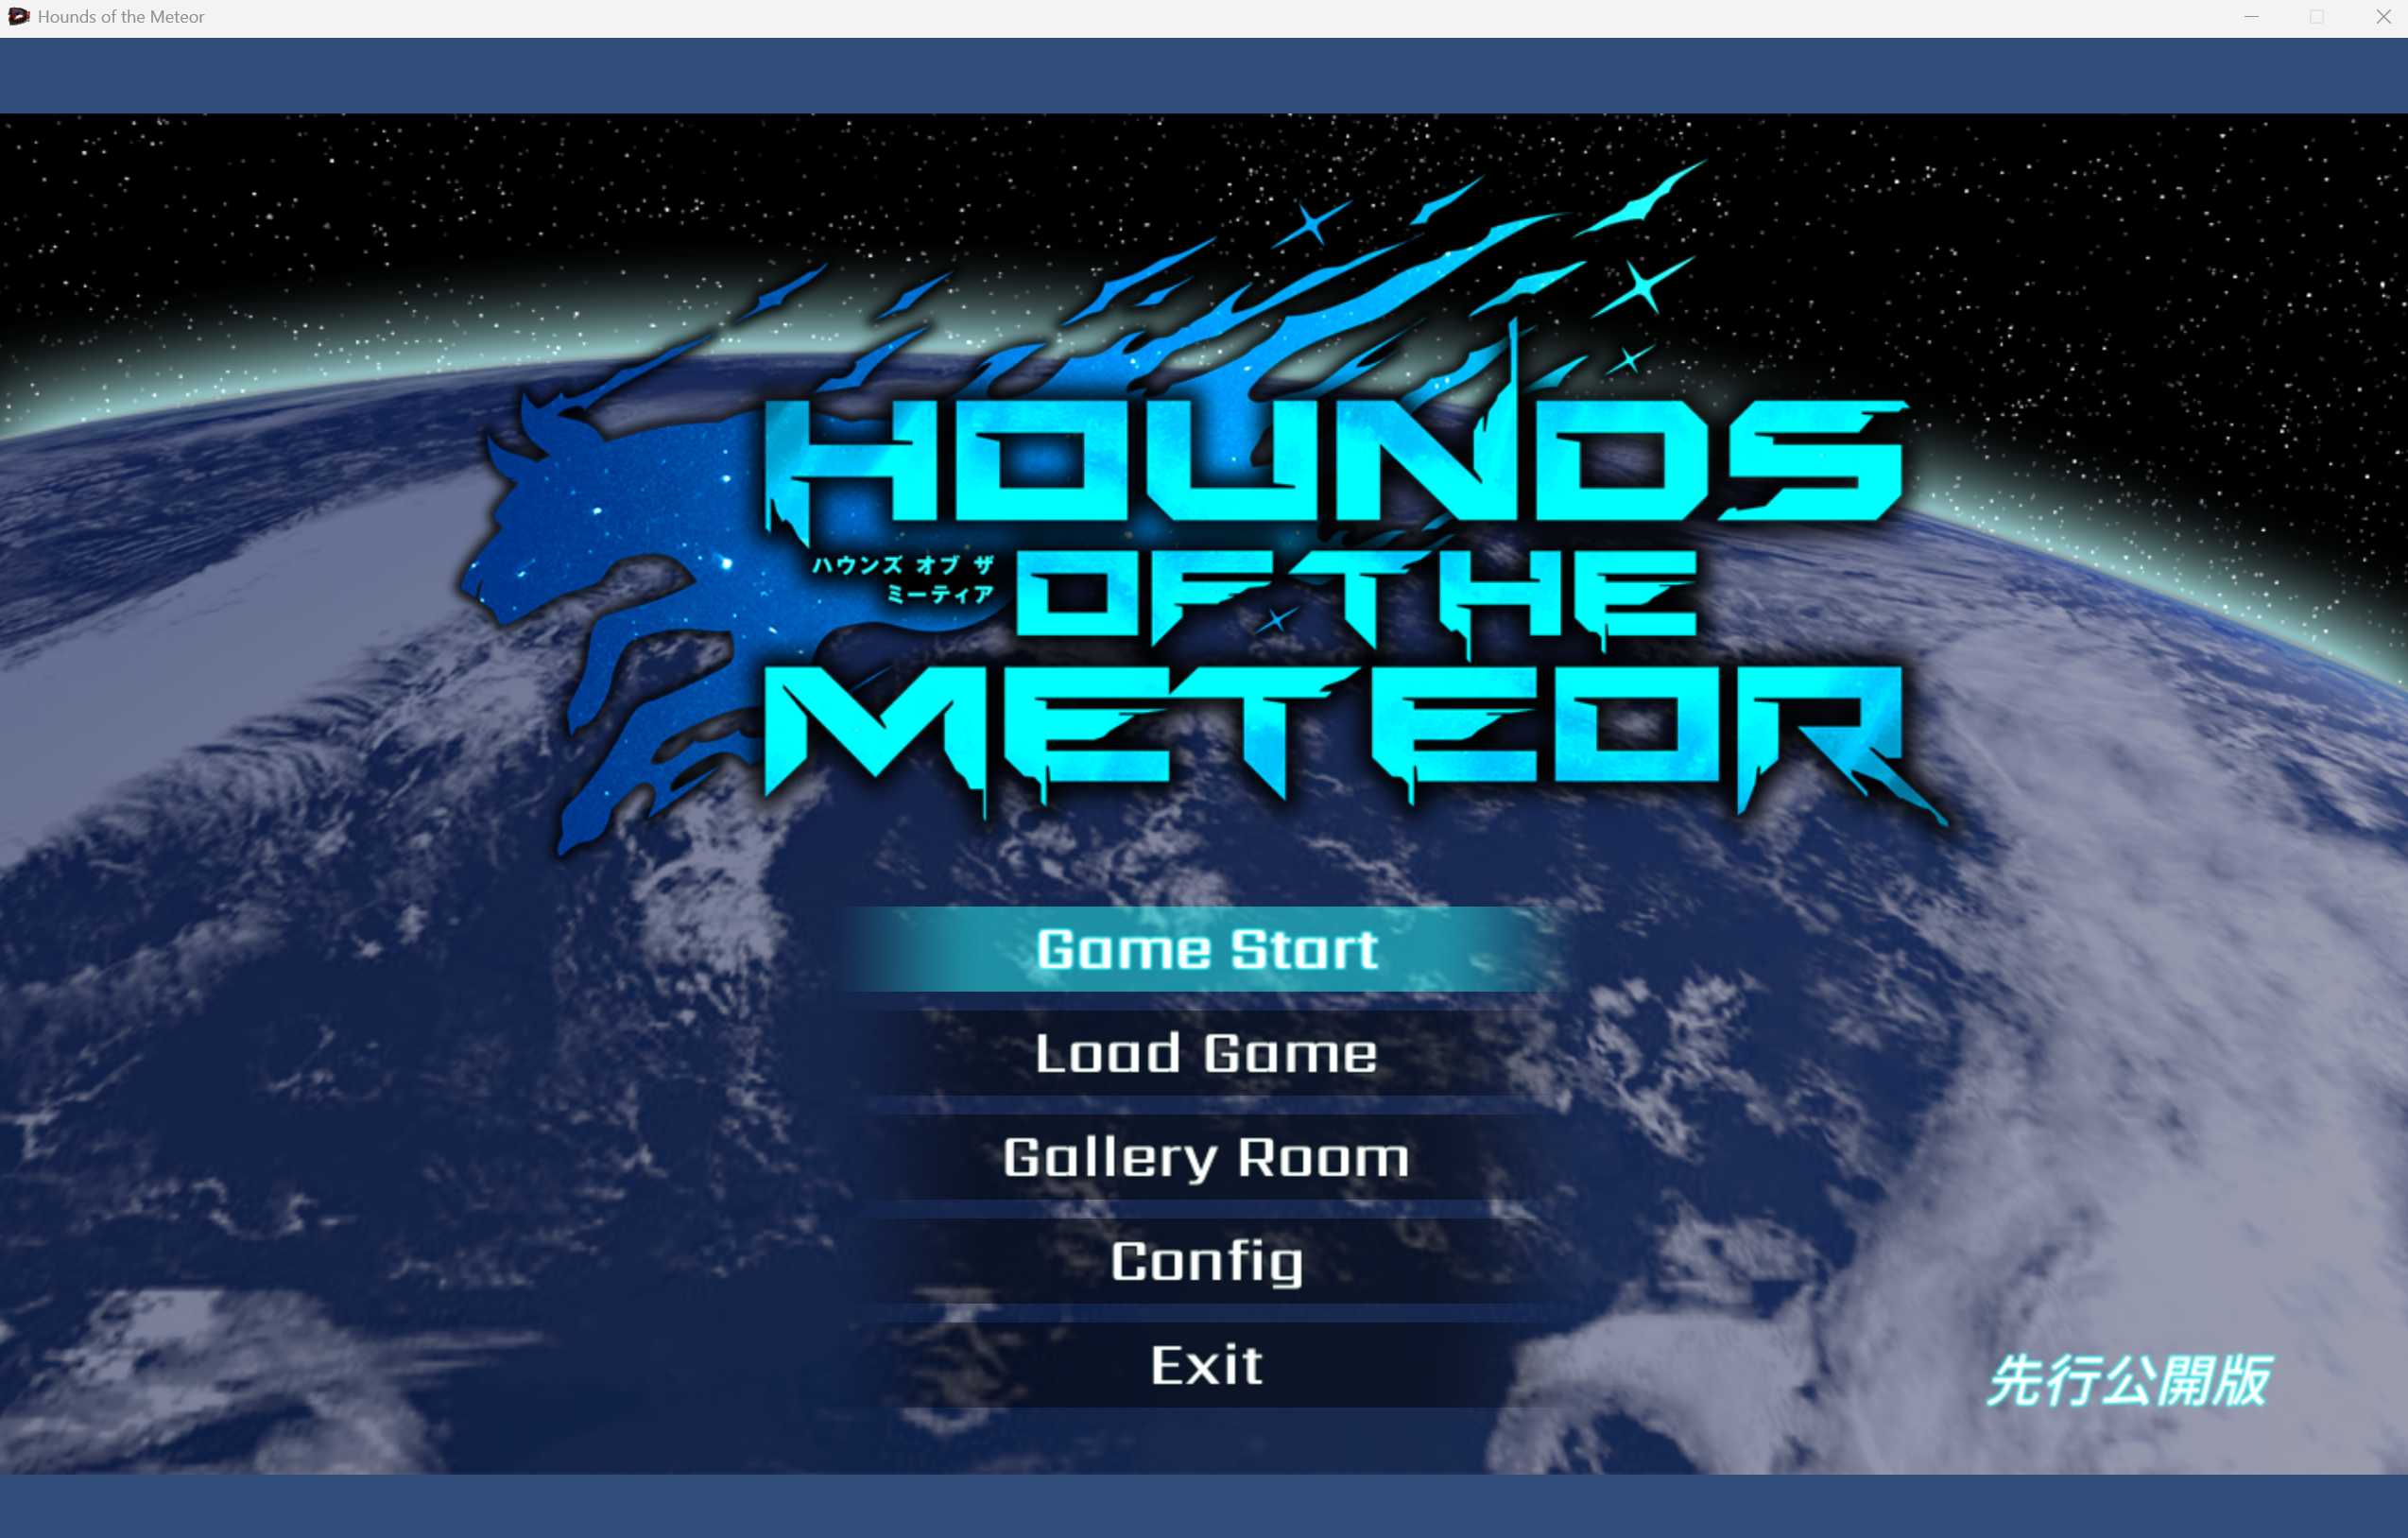 Hounds of the Meteor
HOUNDS
ハウンズ オブ ザ
ミーティア
OF THE
METEOR
Game Start
Load Game
Gallery Room
Config
Exit
先行公開版